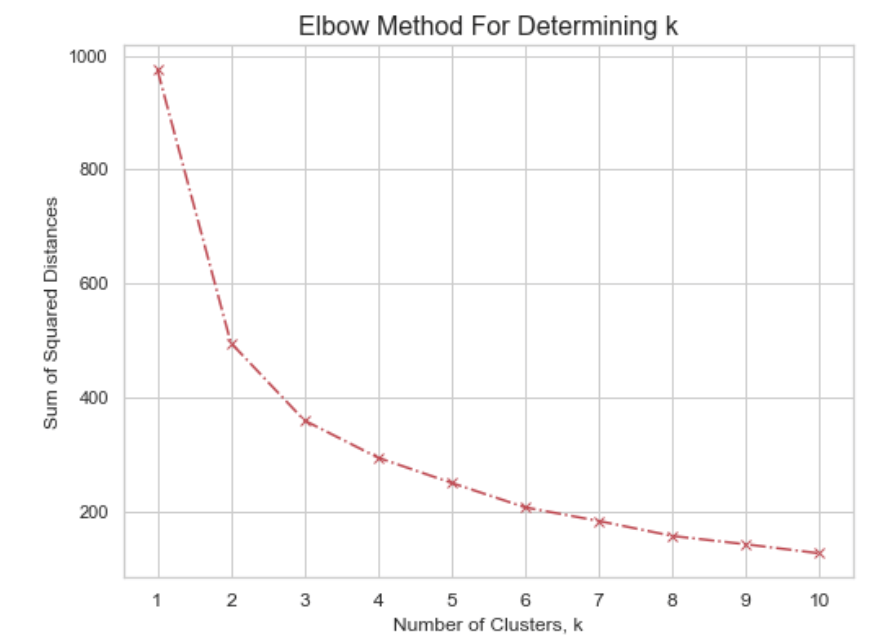 Elbow Method For Determining k
1000
800
600
400
200
Sum of Squared Distances
1 2 3 4 5 6 7 8 9 10
Number of Clusters, k